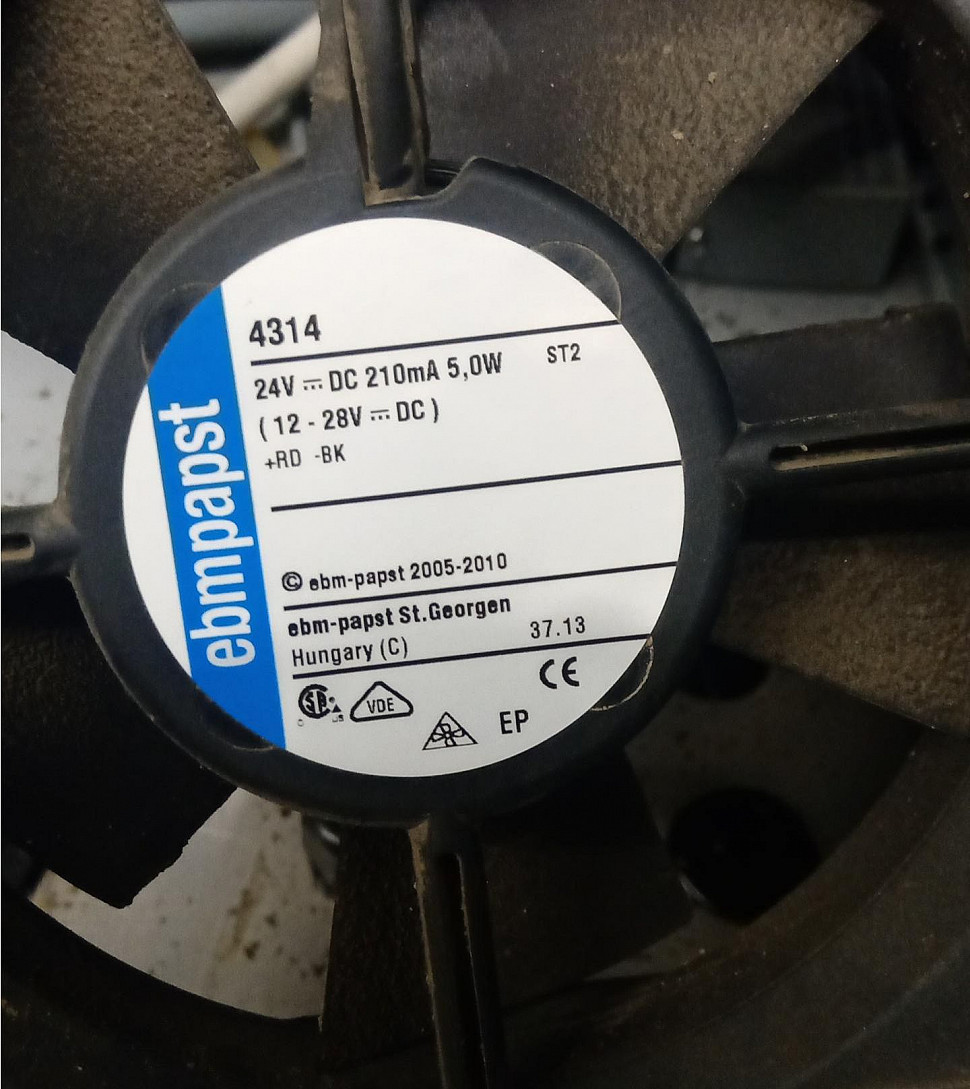 4314
24V ⎓ DC 210mA 5,0W ST2
(12 - 28V ⎓ DC)
+RD -BK
ebmpapst
© ebm-papst 2005-2010
ebm-papst St.Georgen
Hungary (C) 37.13
CE
SP VDE
EP